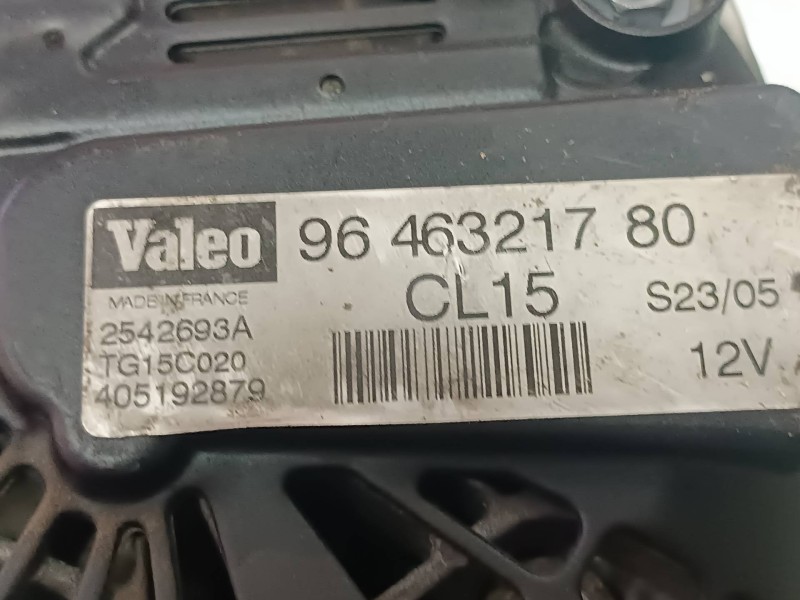 Valeo 96 463217 80
MADE IN FRANCE CL15 S23/05
2542693A
TG15C020 12V
405192879